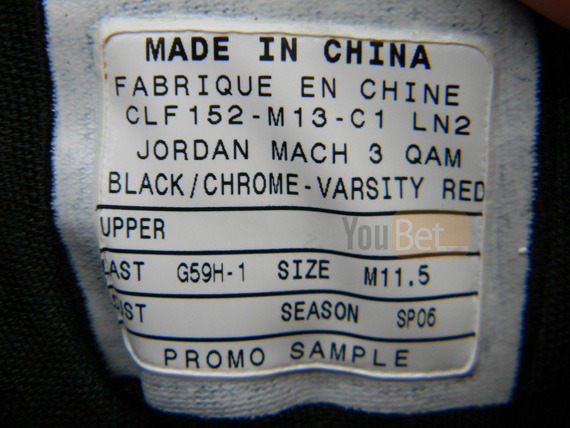 MADE IN CHINA
FABRIQUE EN CHINE
CLF152-M13-C1 LN2
JORDAN MACH 3 QAM
BLACK/CHROME-VARSITY RED
UPPER
YouBet
LAST G59H-1 SIZE M11.5
SEASON SP06
PROMO SAMPLE